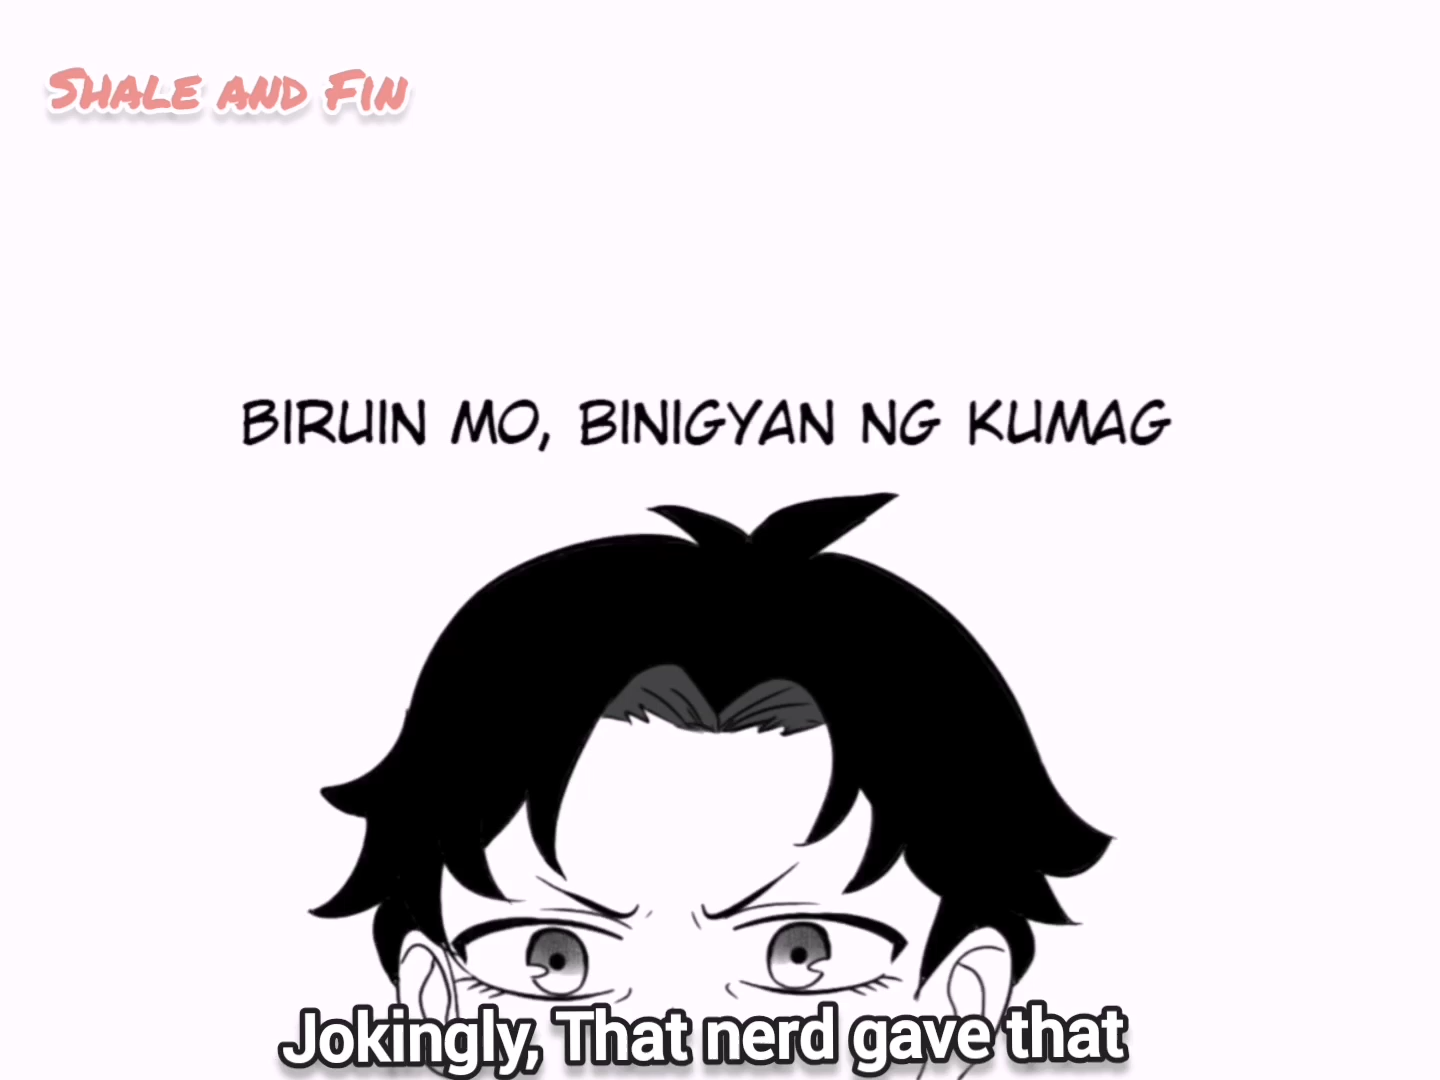 Shale and Fin
BIRUIN MO, BINIGYAN NG KUMAG
Jokingly, That nerd gave that